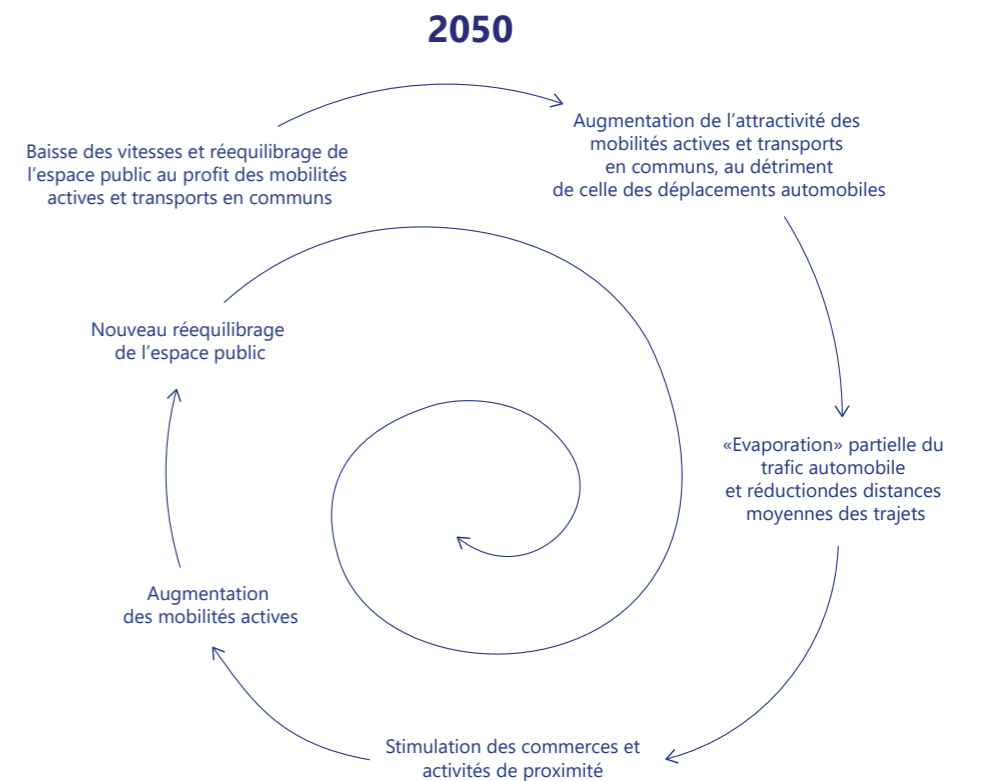 2050
Baisse des vitesses et réequilibrage de
l'espace public au profit des mobilités
actives et transports en communs
Augmentation de l'attractivité des
mobilités actives et transports
en communs, au détriment
de celle des déplacements automobiles
«Evaporation» partielle du
trafic automobile
et réductiondes distances
moyennes des trajets
Stimulation des commerces et
activités de proximité
Augmentation
des mobilités actives
Nouveau réequilibrage
de l'espace public